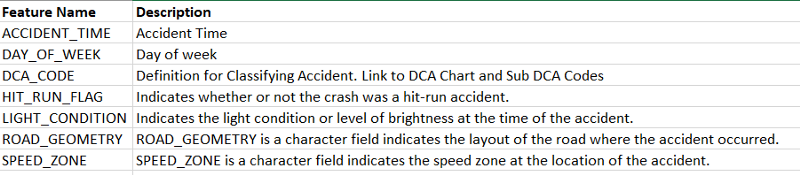 Feature Name Description
ACCIDENT_TIME Accident Time
DAY_OF_WEEK Day of week
DCA_CODE Definition for Classifying Accident. Link to DCA Chart and Sub DCA Codes
HIT_RUN_FLAG Indicates whether or not the crash was a hit-run accident.
LIGHT_CONDITION Indicates the light condition or level of brightness at the time of the accident.
ROAD_GEOMETRY ROAD_GEOMETRY is a character field indicates the layout of the road where the accident occurred.
SPEED_ZONE SPEED_ZONE is a character field indicates the speed zone at the location of the accident.